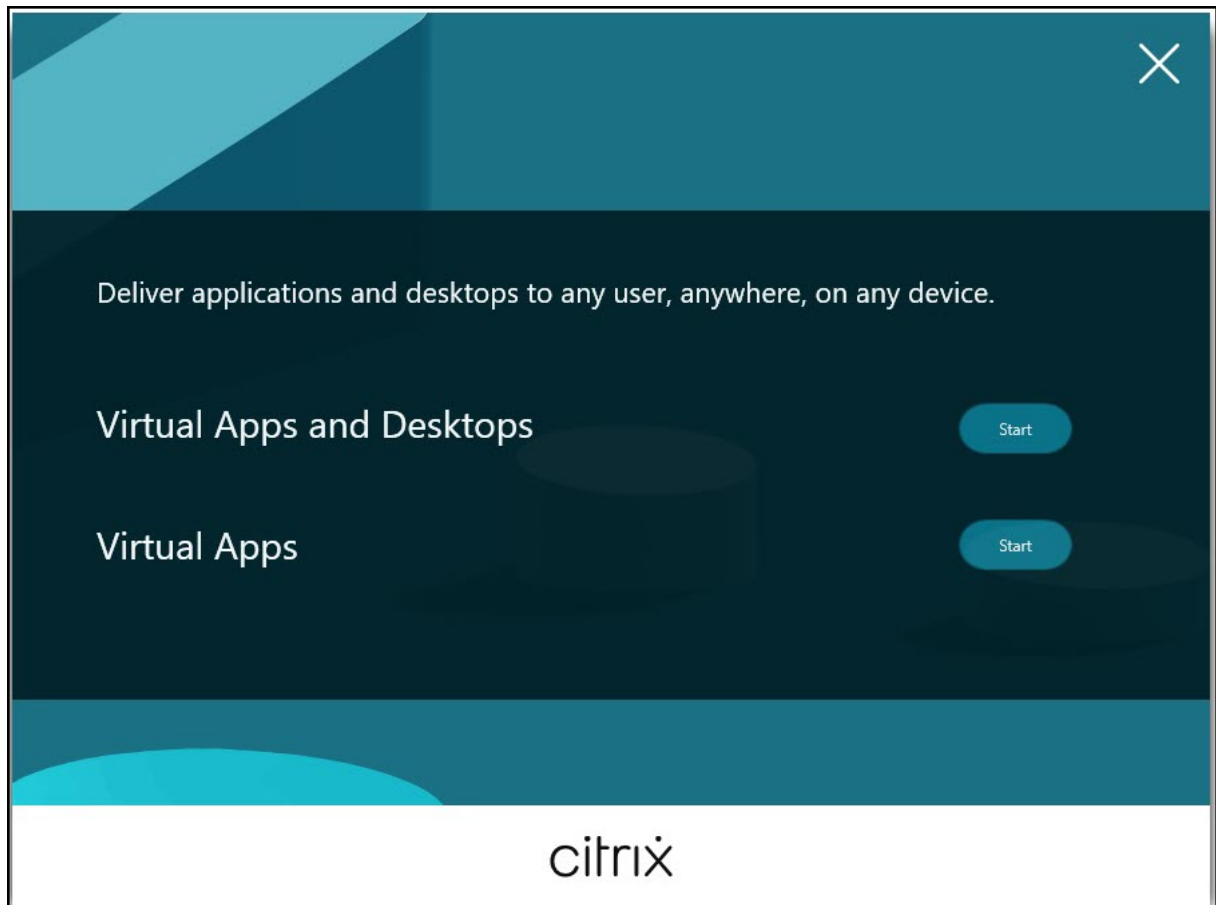 Deliver applications and desktops to any user, anywhere, on any device.
Virtual Apps and Desktops
Start
Virtual Apps
Start
citrix